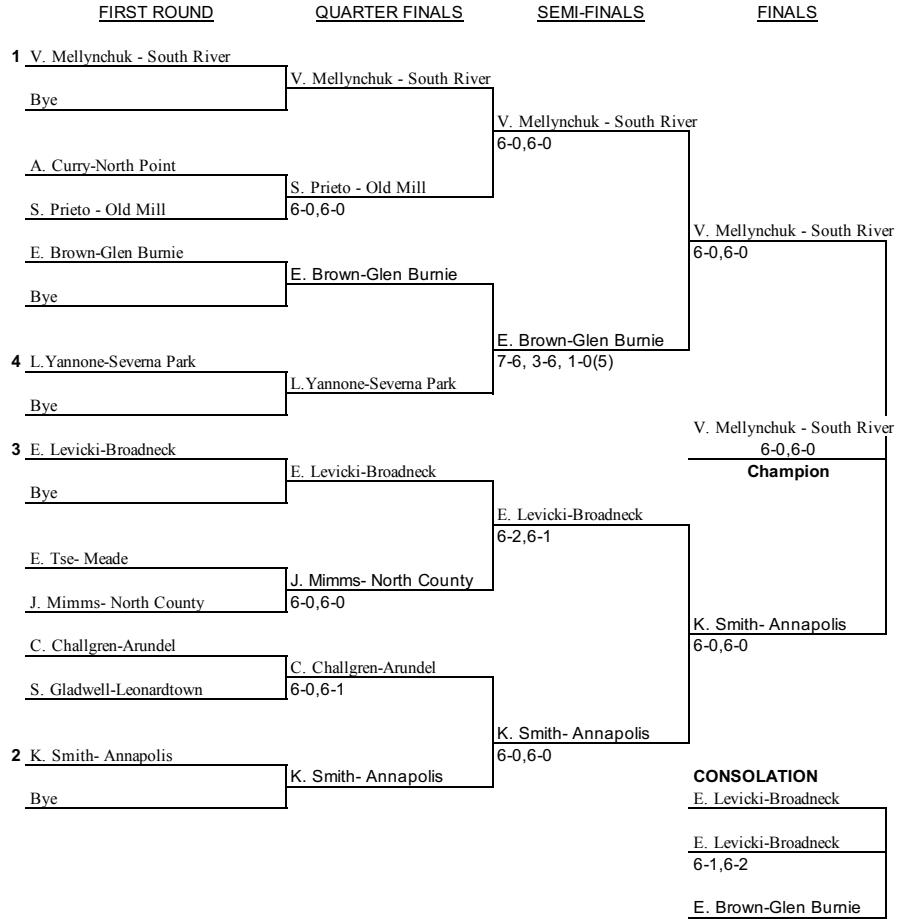 FIRST ROUND QUARTER FINALS SEMI-FINALS FINALS
1 V. Mellynchuk - South River
Bye
A. Curry-North Point
S. Prieto - Old Mill
E. Brown-Glen Burnie
Bye
4 L.Yannone-Severna Park
Bye
3 E. Levicki-Broadneck
Bye
E. Tse- Meade
J. Mimms- North County
C. Challgren-Arundel
S. Gladwell-Leonardtown
2 K. Smith- Annapolis
Bye
V. Mellynchuk - South River
S. Prieto - Old Mill
6-0,6-0
E. Brown-Glen Burnie
L.Yannone-Severna Park
E. Levicki-Broadneck
J. Mimms- North County
6-0,6-0
C. Challgren-Arundel
6-0,6-1
K. Smith- Annapolis
V. Mellynchuk - South River
6-0,6-0
E. Brown-Glen Burnie
7-6, 3-6, 1-0(5)
E. Levicki-Broadneck
6-2,6-1
K. Smith- Annapolis
6-0,6-0
V. Mellynchuk - South River
6-0,6-0
V. Mellynchuk - South River
6-0,6-0
Champion
K. Smith- Annapolis
6-0,6-0
CONSOLATION
E. Levicki-Broadneck
E. Levicki-Broadneck
6-1,6-2
E. Brown-Glen Burnie